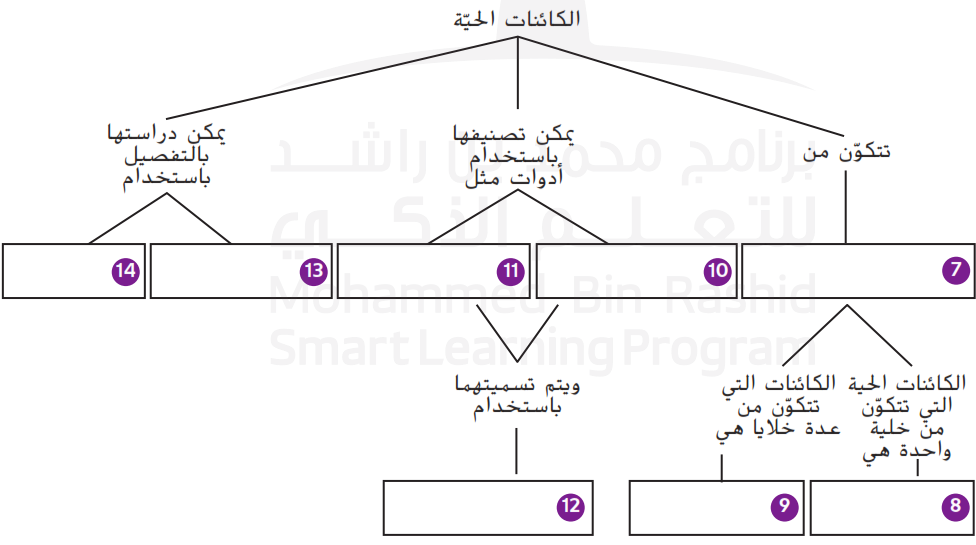 الكائنات الحيّة
تتكوّن من
يمكن تصنيفها
باستخدام
أدوات مثل
يمكن دراستها
بالتفصيل
باستخدام
7
10
11
13
14
الكائنات الحية
التي تتكوّن
من خلية
واحدة هي
الكائنات التي
تتكوّن من
عدة خلايا هي
ويتم تسميتهما
باستخدام
8
9
12
برنامج محمد بن راشد
للتعلم الذكي
Mohammed Bin Rashid
Smart Learning Program